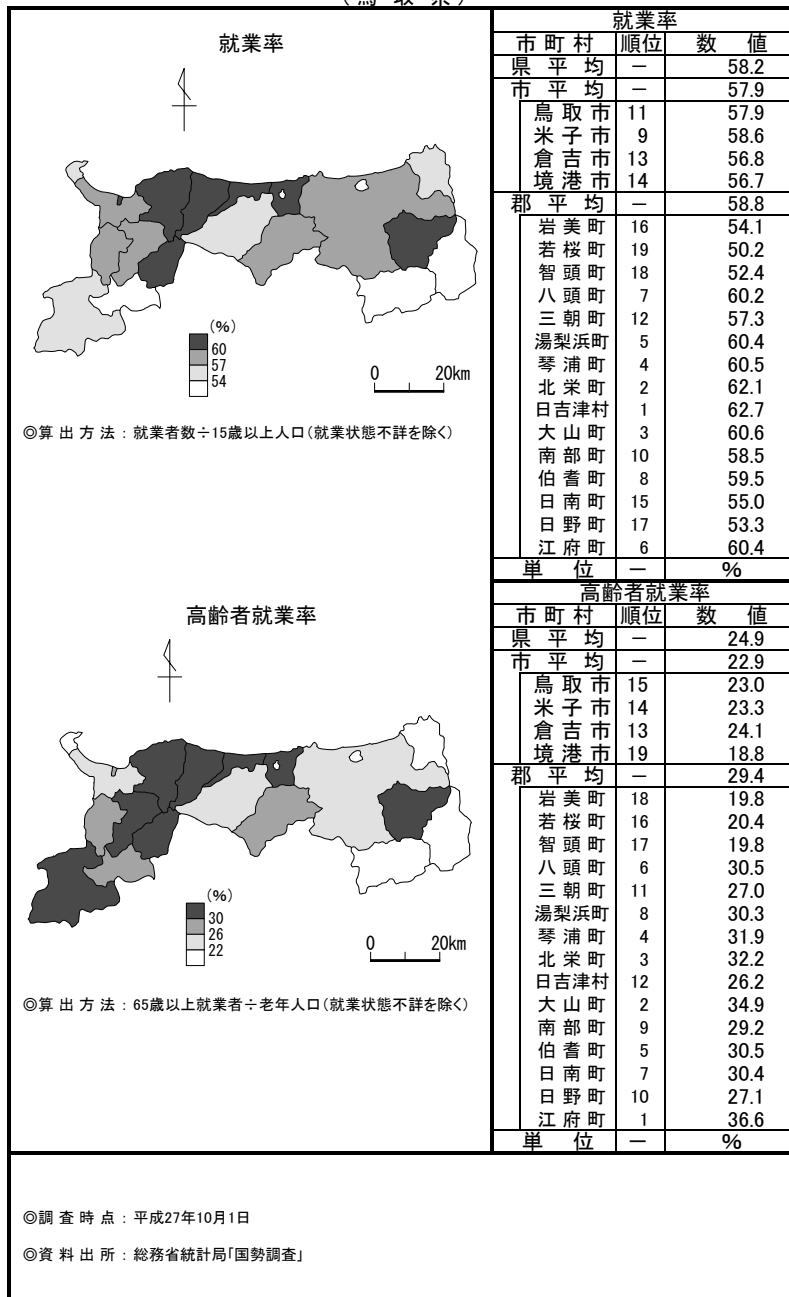 (鳥取県)
就業率
(%)
60
57
54
0 20km
◎算出方法：就業者数÷15歳以上人口(就業状態不詳を除く)
就業率
市町村 順位 数値
県平均 － 58.2
市平均 － 57.9
鳥取市 11 57.9
米子市 9 58.6
倉吉市 13 56.8
境港市 14 56.7
郡平均 － 58.8
岩美町 16 54.1
若桜町 19 50.2
智頭町 18 52.4
八頭町 7 60.2
三朝町 12 57.3
湯梨浜町 5 60.4
琴浦町 4 60.5
北栄町 2 62.1
日吉津村 1 62.7
大山町 3 60.6
南部町 10 58.5
伯耆町 8 59.5
日南町 15 55.0
日野町 17 53.3
江府町 6 60.4
単位 － %
高齢者就業率
(%)
30
26
22
0 20km
◎算出方法：65歳以上就業者÷老年人口(就業状態不詳を除く)
高齢者就業率
市町村 順位 数値
県平均 － 24.9
市平均 － 22.9
鳥取市 15 23.0
米子市 14 23.3
倉吉市 13 24.1
境港市 19 18.8
郡平均 － 29.4
岩美町 18 19.8
若桜町 16 20.4
智頭町 17 19.8
八頭町 6 30.5
三朝町 11 27.0
湯梨浜町 8 30.3
琴浦町 4 31.9
北栄町 3 32.2
日吉津村 12 26.2
大山町 2 34.9
南部町 9 29.2
伯耆町 5 30.5
日南町 7 30.4
日野町 10 27.1
江府町 1 36.6
単位 － %
◎調査時点：平成27年10月1日
◎資料出所：総務省統計局「国勢調査」